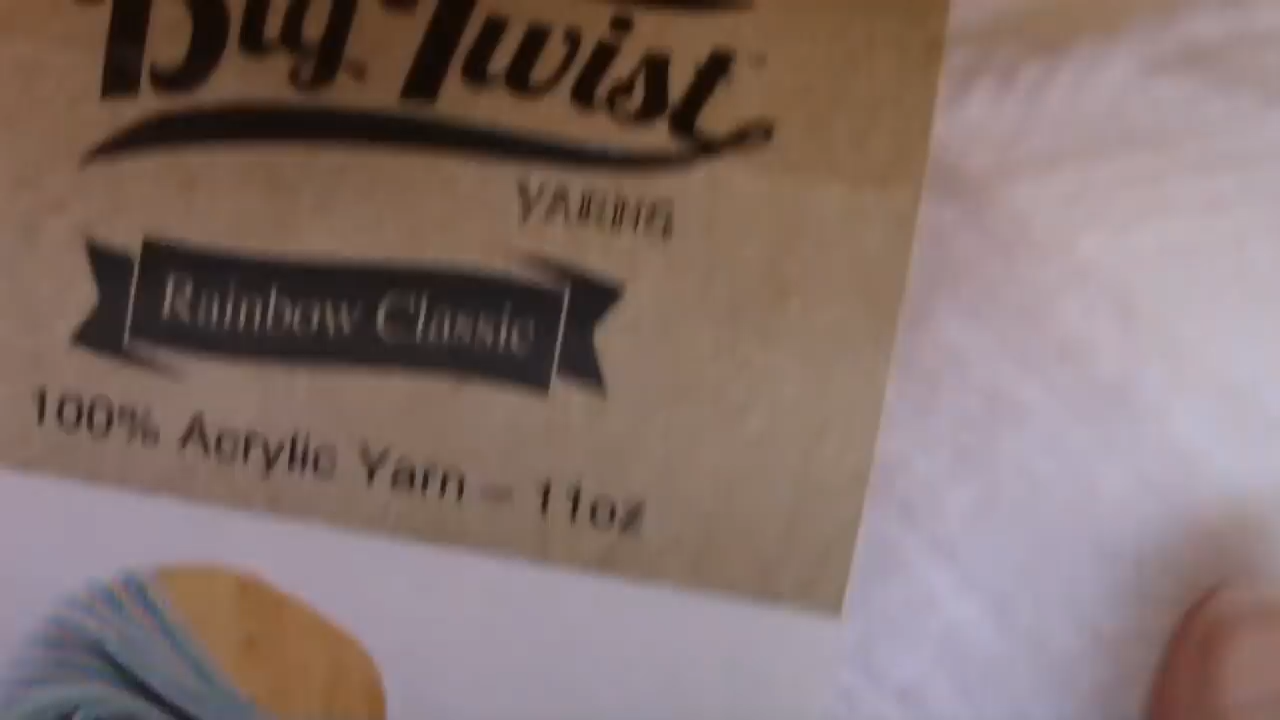 Big Twist
YARNS
Rainbow Classic
100% Acrylic Yarn – 11oz